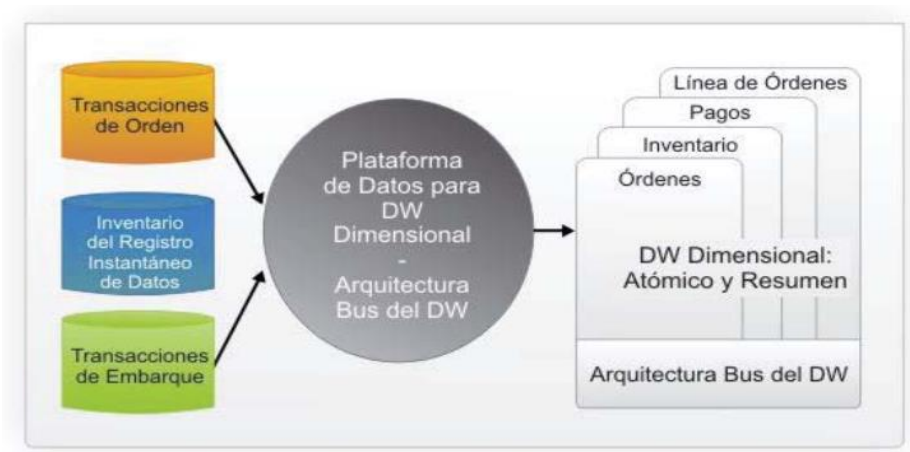 Transacciones
de Orden
Inventario
del Registro
Instantáneo
de Datos
Transacciones
de Embarque
Plataforma
de Datos para
DW
Dimensional
-
Arquitectura
Bus del DW
Línea de Órdenes
Pagos
Inventario
Órdenes
DW Dimensional:
Atómico y Resumen
Arquitectura Bus del DW